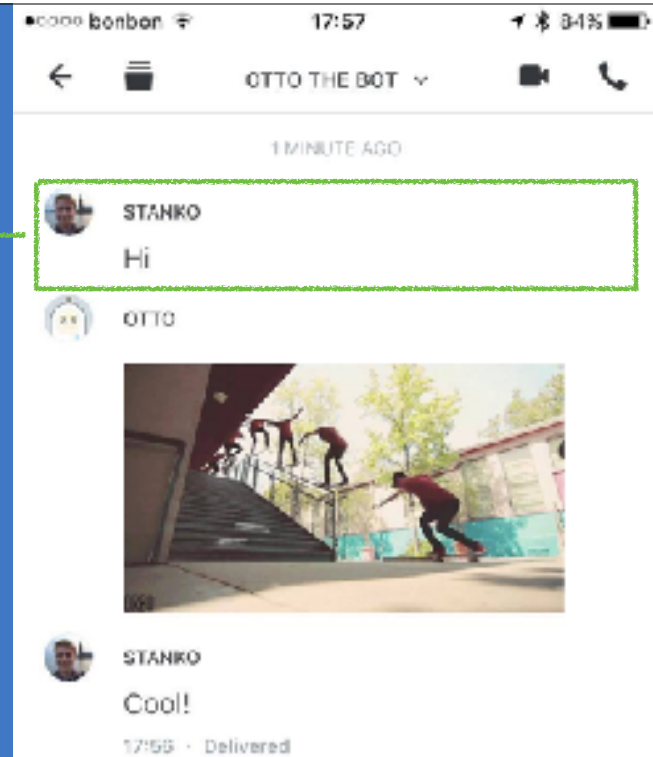 bonbon 17:57 84%
OTTO THE BOT
1 MINUTE AGO
STANKO
Hi
OTTO
STANKO
Cool!
17:56 · Delivered